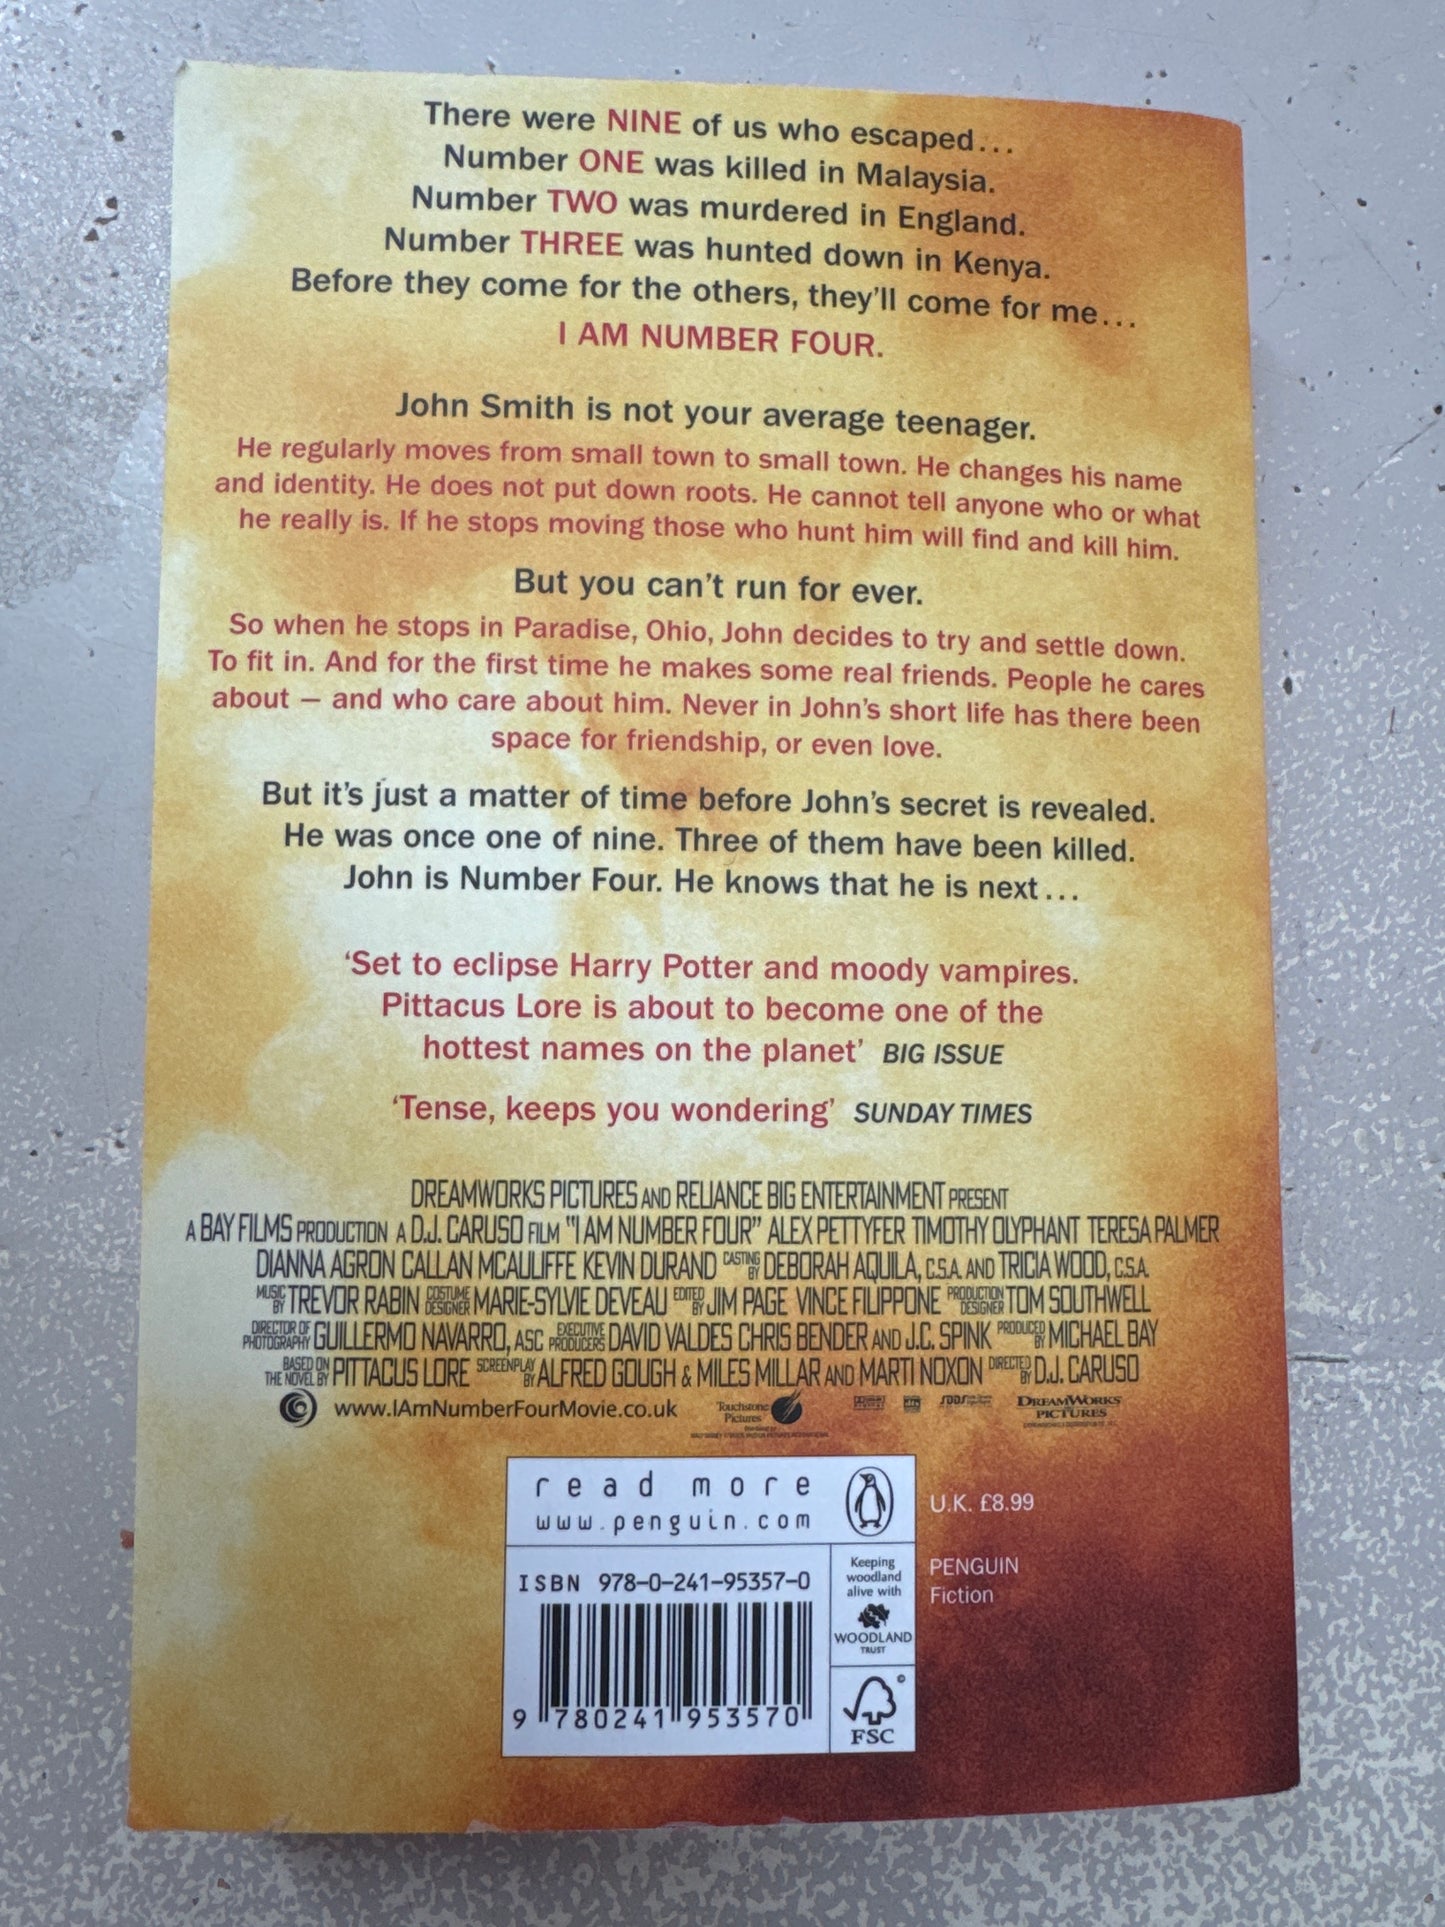 There were NINE of us who escaped...
Number ONE was killed in Malaysia.
Number TWO was murdered in England.
Number THREE was hunted down in Kenya.
Before they come for the others, they'll come for me...
I AM NUMBER FOUR.
John Smith is not your average teenager.
He regularly moves from small town to small town. He changes his name
and identity. He does not put down roots. He cannot tell anyone who or what
he really is. If he stops moving those who hunt him will find and kill him.
But you can't run for ever.
So when he stops in Paradise, Ohio, John decides to try and settle down.
To fit in. And for the first time he makes some real friends. People he cares
about – and who care about him. Never in John's short life has there been
space for friendship, or even love.
But it's just a matter of time before John's secret is revealed.
He was once one of nine. Three of them have been killed.
John is Number Four. He knows that he is next...
'Set to eclipse Harry Potter and moody vampires.
Pittacus Lore is about to become one of the
hottest names on the planet' BIG ISSUE
'Tense, keeps you wondering' SUNDAY TIMES
DREAMWORKS PICTURES AND RELIANCE BIG ENTERTAINMENT PRESENT
A BAY FILMS PRODUCTION A D.J. CARUSO FILM "I AM NUMBER FOUR" ALEX PETTYFER TIMOTHY OLYPHANT TERESA PALMER
DIANNA AGRON CALLAN MCAULIFFE KEVIN DURAND CASTING BY DEBORAH AQUILA, C.S.A. AND TRICIA WOOD, C.S.A.
MUSIC BY TREVOR RABIN COSTUME DESIGNER MARIE-SYLVIE DEVEAU EDITED BY JIM PAGE VINCE FILIPPONE PRODUCTION DESIGNER TOM SOUTHWELL
DIRECTOR OF PHOTOGRAPHY GUILLERMO NAVARRO, ASC EXECUTIVE PRODUCERS DAVID VALDES CHRIS BENDER AND J.C. SPINK PRODUCED BY MICHAEL BAY
BASED ON THE NOVEL BY PITTACUS LORE SCREENPLAY BY ALFRED GOUGH & MILES MILLAR AND MARTI NOXON DIRECTED BY D.J. CARUSO
www.IAmNumberFourMovie.co.uk Touchstone Pictures SDDS DREAMWORKS PICTURES
read more
www.penguin.com
U.K. £8.99
PENGUIN
Fiction
ISBN 978-0-241-95357-0
9 780241 953570
Keeping
woodland
alive with
WOODLAND
TRUST
©
FSC